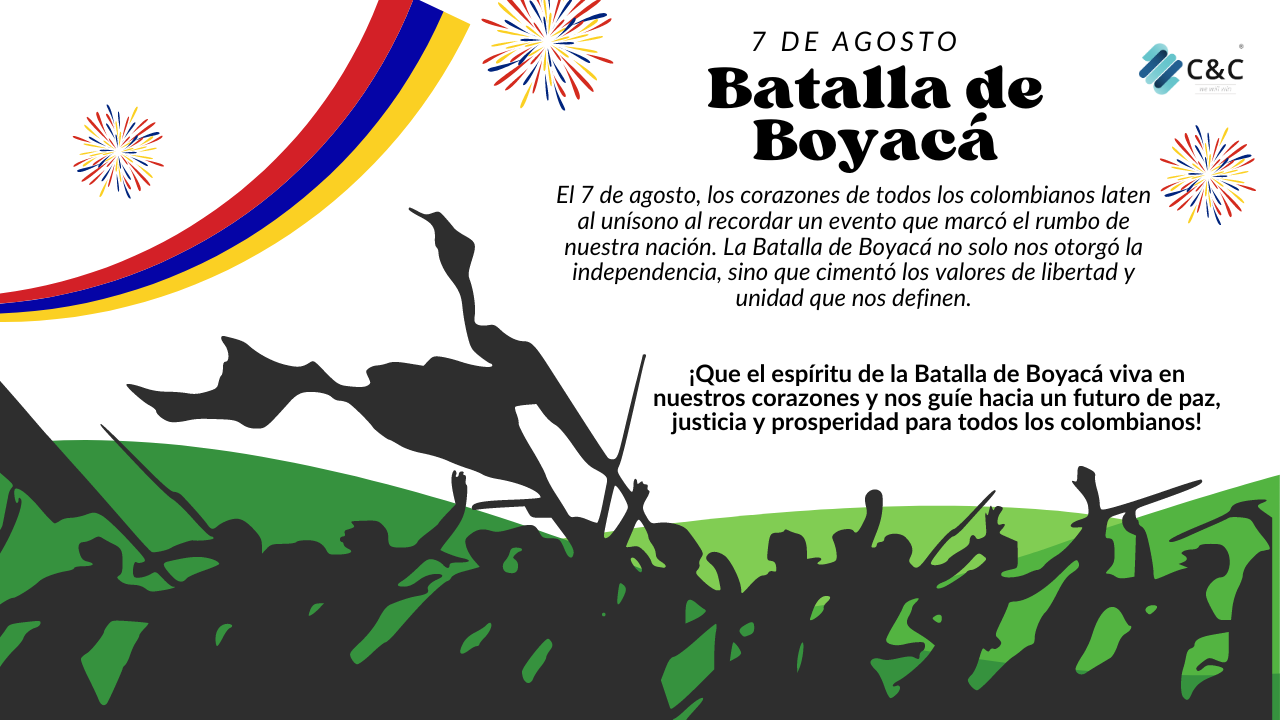 7 DE AGOSTO
Batalla de
Boyacá
C&C
®
El 7 de agosto, los corazones de todos los colombianos laten
al unísono al recordar un evento que marcó el rumbo de
nuestra nación. La Batalla de Boyacá no solo nos otorgó la
independencia, sino que cimentó los valores de libertad y
unidad que nos definen.
¡Que el espíritu de la Batalla de Boyacá viva en
nuestros corazones y nos guíe hacia un futuro de paz,
justicia y prosperidad para todos los colombianos!